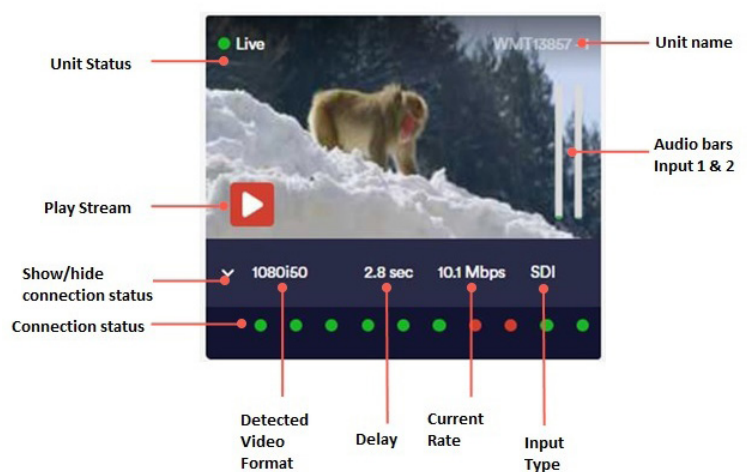 Live
WMT13857
Unit name
Unit Status
Audio bars
Input 1 & 2
Play Stream
Show/hide
connection status
1080i50
2.8 sec
10.1 Mbps
SDI
Connection status
Detected
Video
Format
Delay
Current
Rate
Input
Type